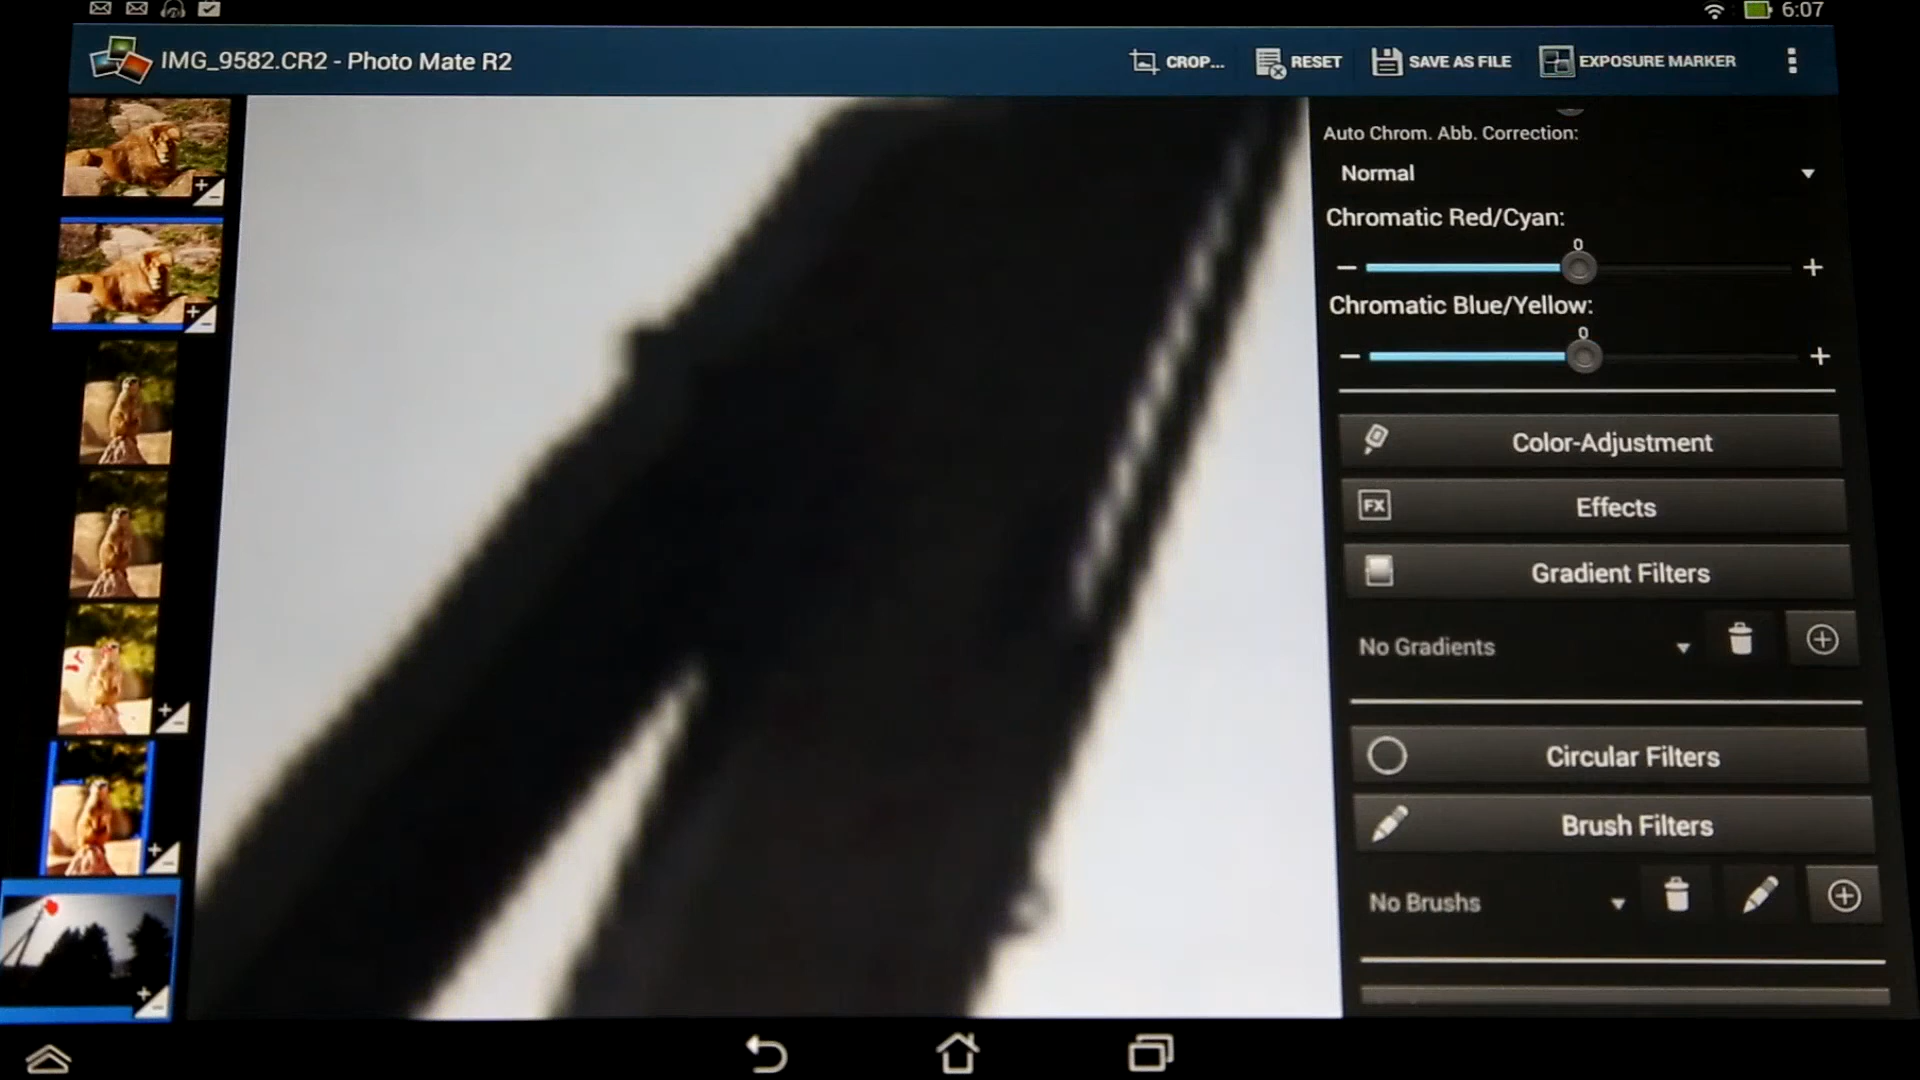 6:07
IMG_9582.CR2 - Photo Mate R2
CROP...
RESET
SAVE AS FILE
EXPOSURE MARKER
Auto Chrom. Abb. Correction:
Normal
Chromatic Red/Cyan:
0
Chromatic Blue/Yellow:
0
Color-Adjustment
FX
Effects
Gradient Filters
No Gradients
Circular Filters
Brush Filters
No Brushs